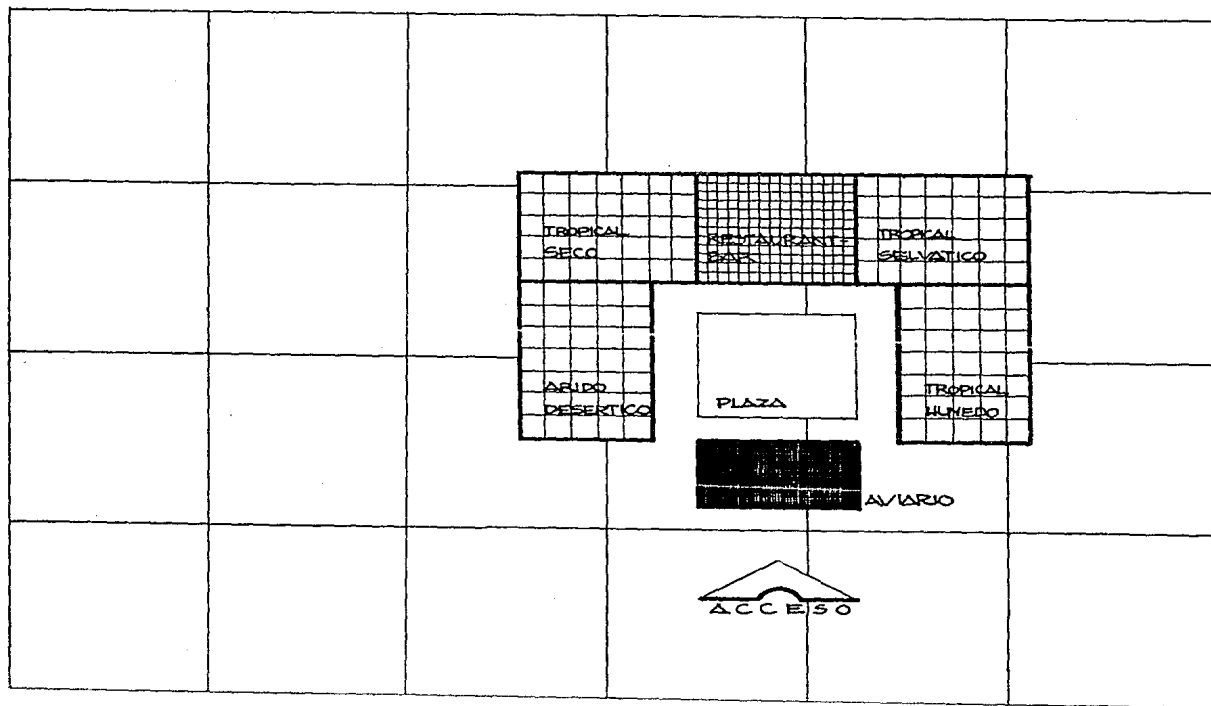 TROPICAL
SECO
RESTAURANT-
BAR
TROPICAL
SELVATICO
ARIDO
DESERTICO
PLAZA
TROPICAL
HUMEDO
AVIARIO
ACCESO